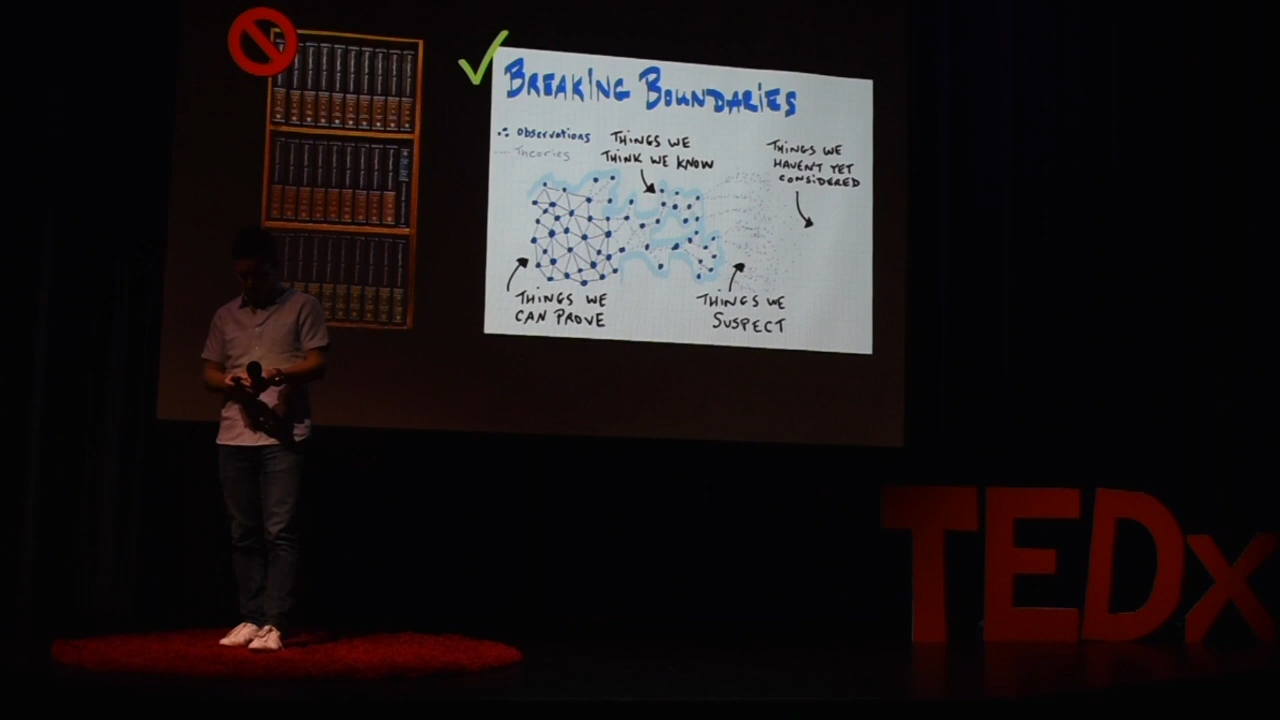 BREAKING BOUNDARIES
observations
Theories
THINGS WE
THINK WE KNOW
THINGS WE
HAVEN'T YET
CONSIDERED
THINGS WE
CAN PROVE
THINGS WE
SUSPECT
TEDx